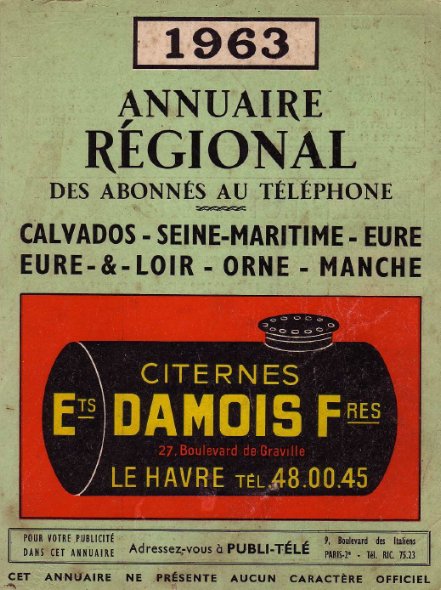 1963
ANNUAIRE
RÉGIONAL
DES ABONNÉS AU TÉLÉPHONE
CALVADOS - SEINE-MARITIME - EURE
EURE-&-LOIR - ORNE - MANCHE
CITERNES
ETS DAMOIS FRES
27, Boulevard de Graville
LE HAVRE TÉL. 48.00.45
POUR VOTRE PUBLICITÉ
DANS CET ANNUAIRE
Adressez-vous à PUBLI-TÉLÉ
9, Boulevard des Italiens
PARIS-2e - Tél. RIC. 75.23
CET ANNUAIRE NE PRÉSENTE AUCUN CARACTÈRE OFFICIEL